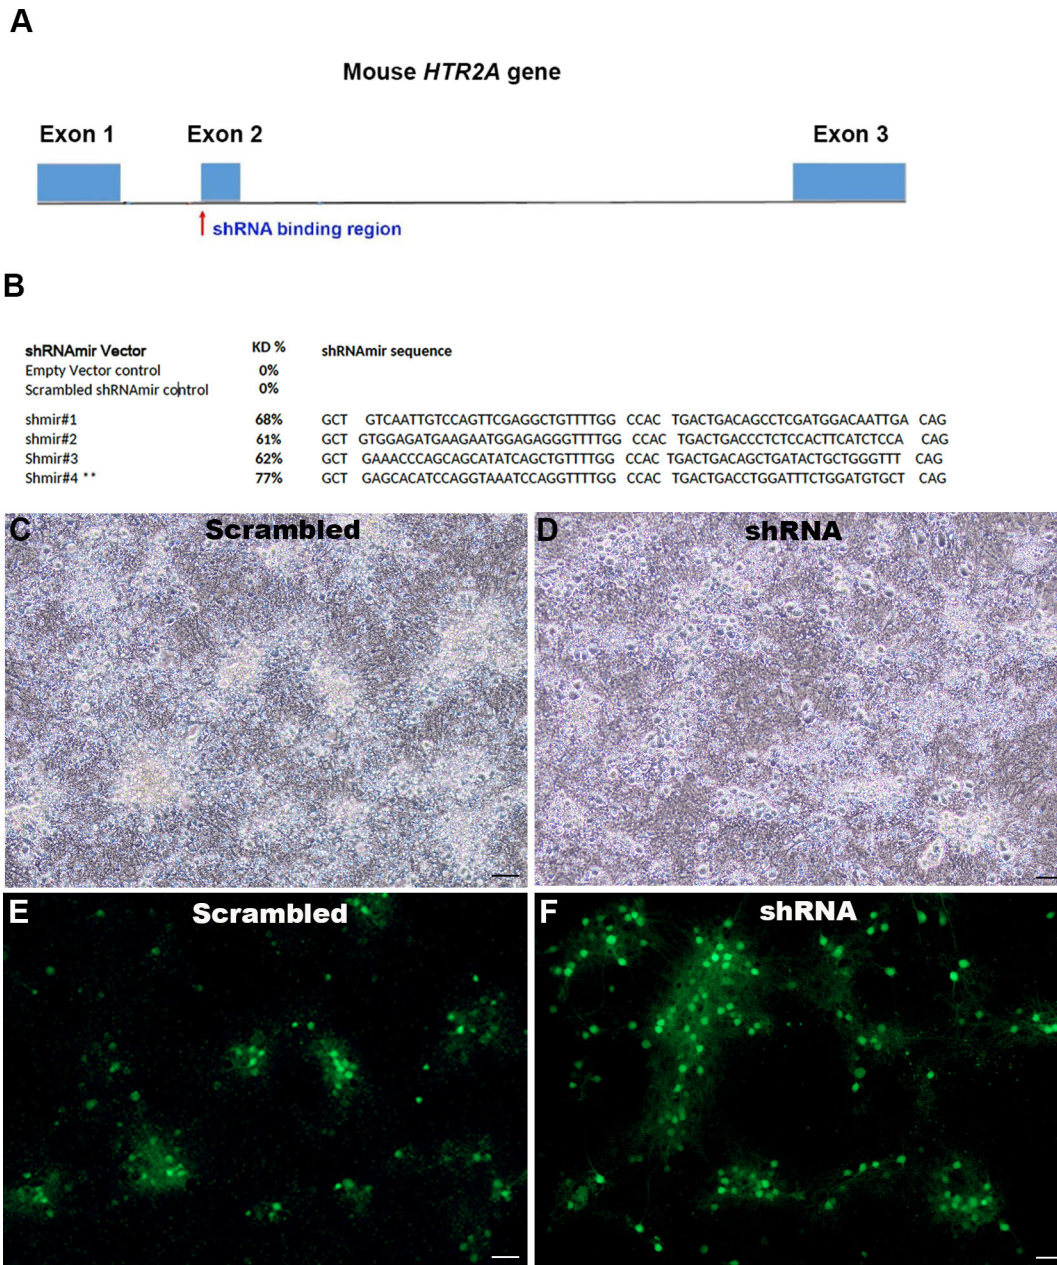 A
Mouse HTR2A gene
Exon 1 Exon 2 Exon 3
shRNA binding region
B
shRNAmir Vector KD % shRNAmir sequence
Empty Vector control 0%
Scrambled shRNAmir control 0%
shmir#1 68% GCT GTCAATTGTCCAGTTCGAGGCTGTTTTGG CCAC TGACTGACAGCCTCGATGGACAATTGA CAG
shmir#2 61% GCT GTGGAGATGAAGAATGGAGAGGGTTTTGG CCAC TGACTGACCCTCTCCACTTCATCTCCA CAG
Shmir#3 62% GCT GAAACCCAGCAGCATATCAGCTGTTTTGG CCAC TGACTGACAGCTGATACTGCTGGGTTT CAG
Shmir#4 ** 77% GCT GAGCACATCCAGGTAAATCCAGGTTTTGG CCAC TGACTGACCTGGATTTCTGGATGTGCT CAG
C Scrambled D shRNA
E Scrambled F shRNA